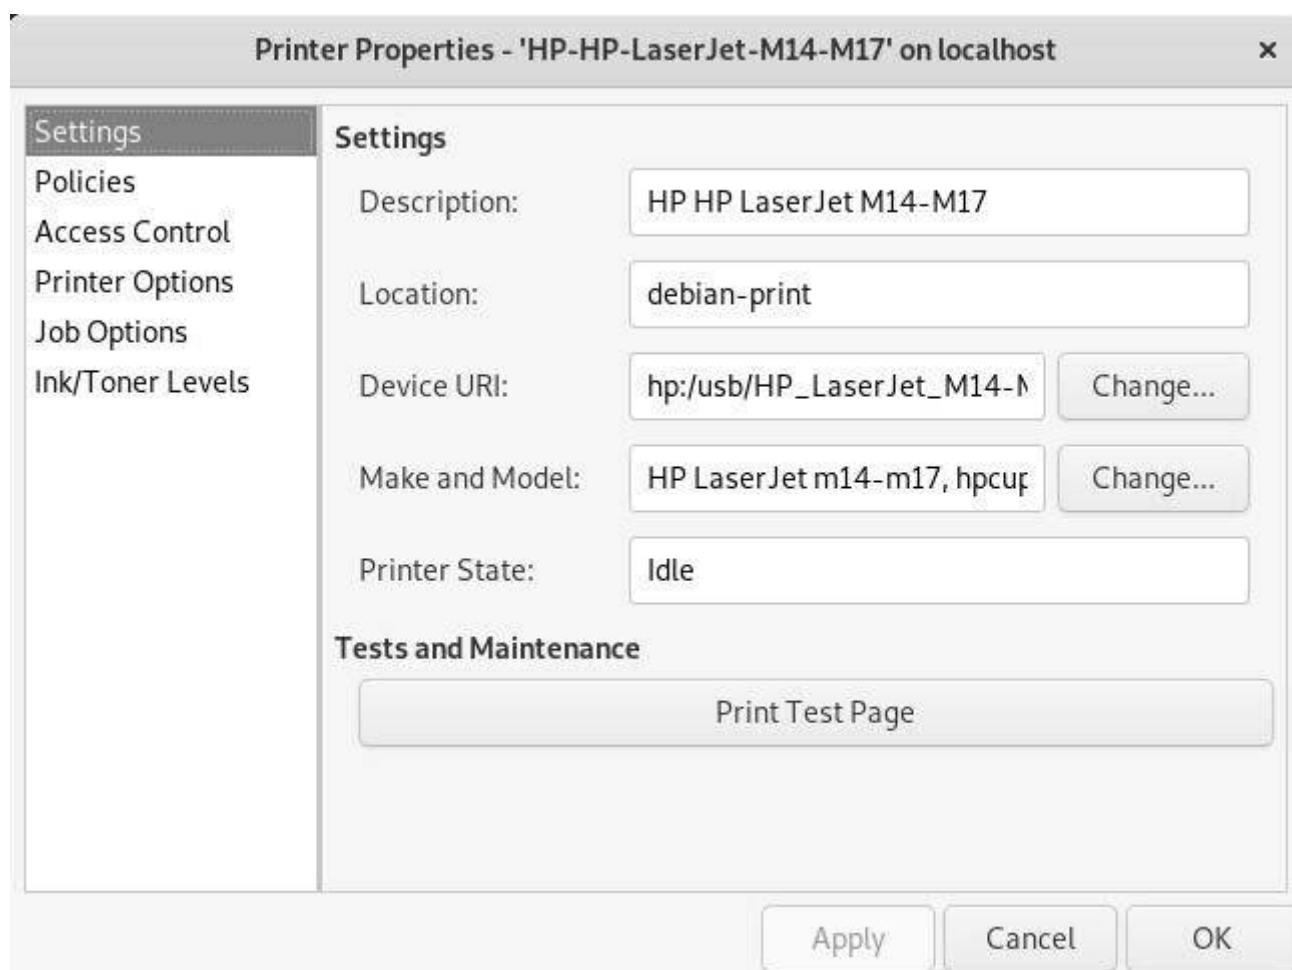 Printer Properties - 'HP-HP-LaserJet-M14-M17' on localhost ×
Settings
Policies
Access Control
Printer Options
Job Options
Ink/Toner Levels
Settings
Description: HP HP LaserJet M14-M17
Location: debian-print
Device URI: hp:/usb/HP_LaserJet_M14- Change...
Make and Model: HP LaserJet m14-m17, hpcup Change...
Printer State: Idle
Tests and Maintenance
Print Test Page
Apply Cancel OK